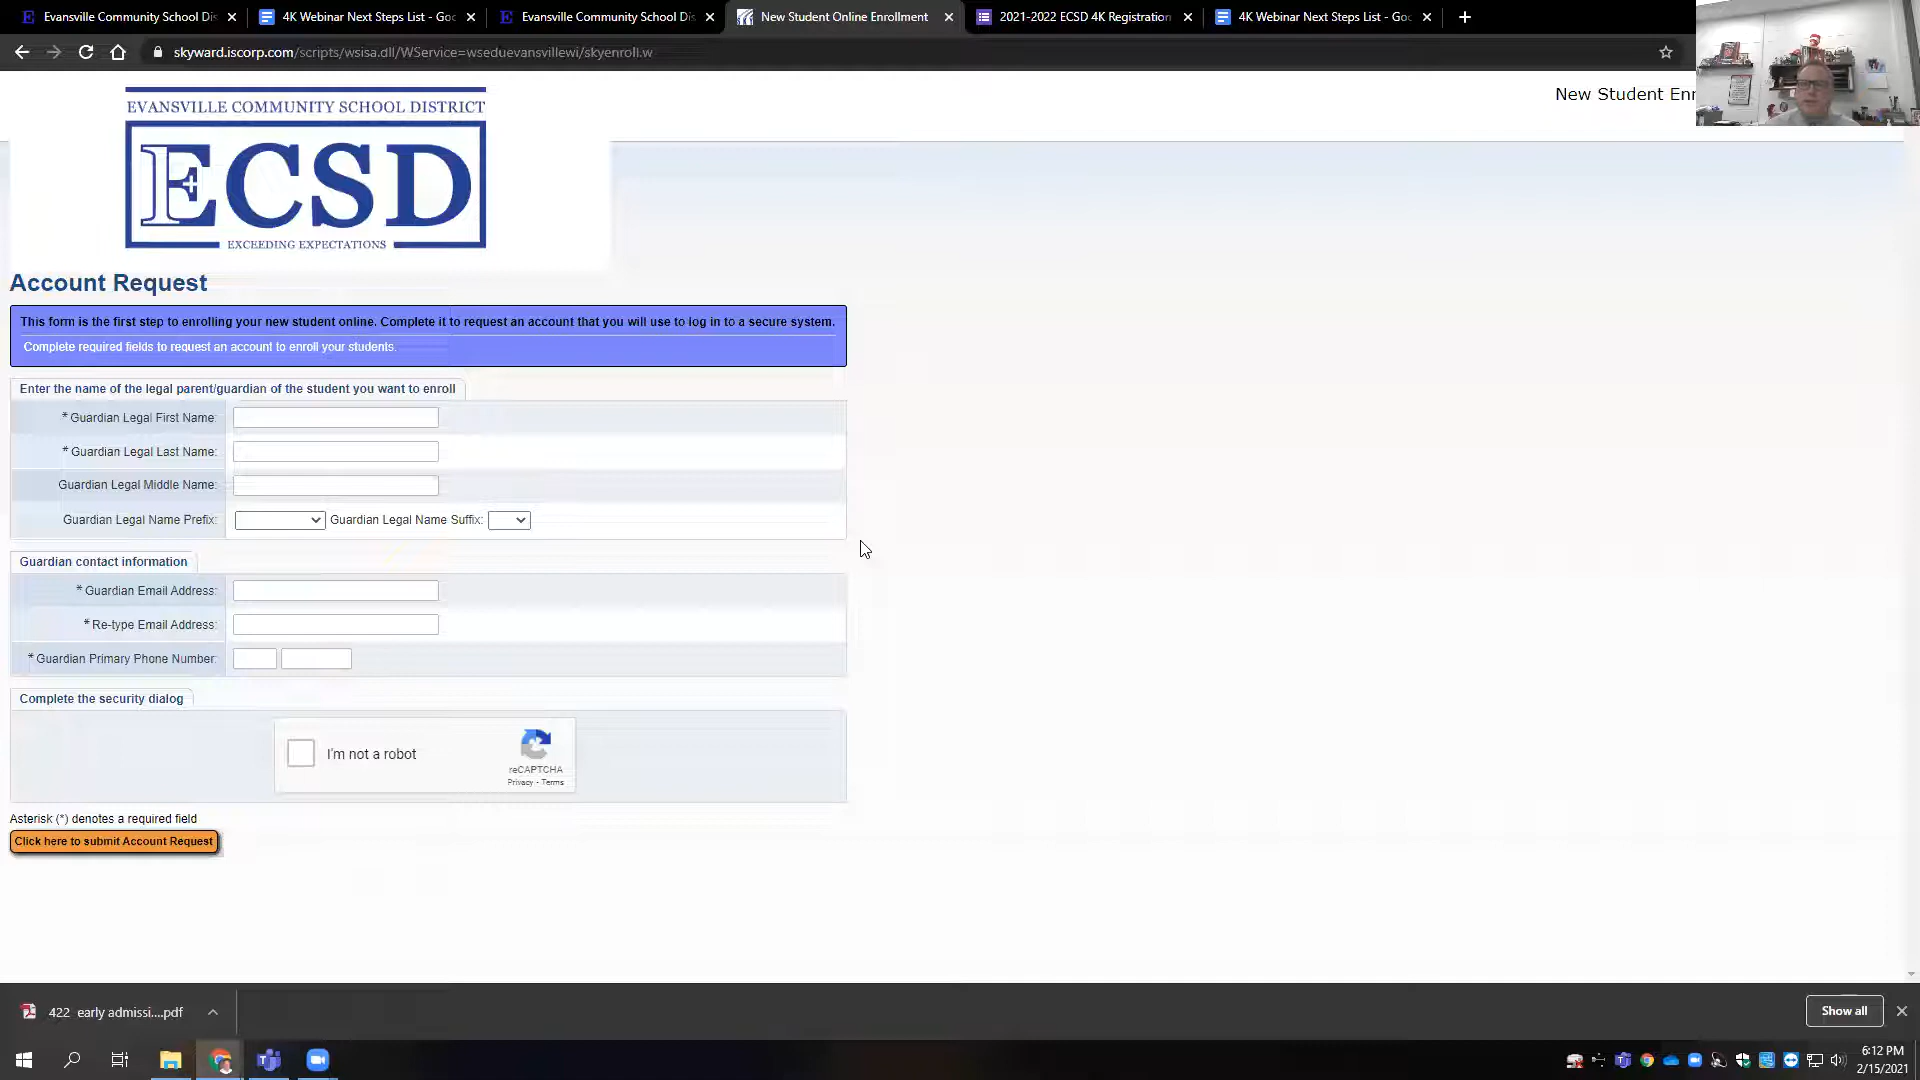 Evansville Community School Dis
4K Webinar Next Steps List - Goo
Evansville Community School Dis
New Student Online Enrollment
2021-2022 ECSD 4K Registration
4K Webinar Next Steps List - Goo
skyward.iscorp.com/scripts/wsisa.dll/WService=wseduevansvillewi/skyenroll.w
EVANSVILLE COMMUNITY SCHOOL DISTRICT
ECSD
EXCEEDING EXPECTATIONS
New Student Enr
Account Request
This form is the first step to enrolling your new student online. Complete it to request an account that you will use to log in to a secure system.
Complete required fields to request an account to enroll your students.
Enter the name of the legal parent/guardian of the student you want to enroll
* Guardian Legal First Name:
* Guardian Legal Last Name:
Guardian Legal Middle Name:
Guardian Legal Name Prefix: Guardian Legal Name Suffix:
Guardian contact information
* Guardian Email Address:
* Re-type Email Address:
* Guardian Primary Phone Number:
Complete the security dialog
I'm not a robot
reCAPTCHA
Privacy - Terms
Asterisk (*) denotes a required field
Click here to submit Account Request
422 early admissi....pdf
Show all
6:12 PM
2/15/2021